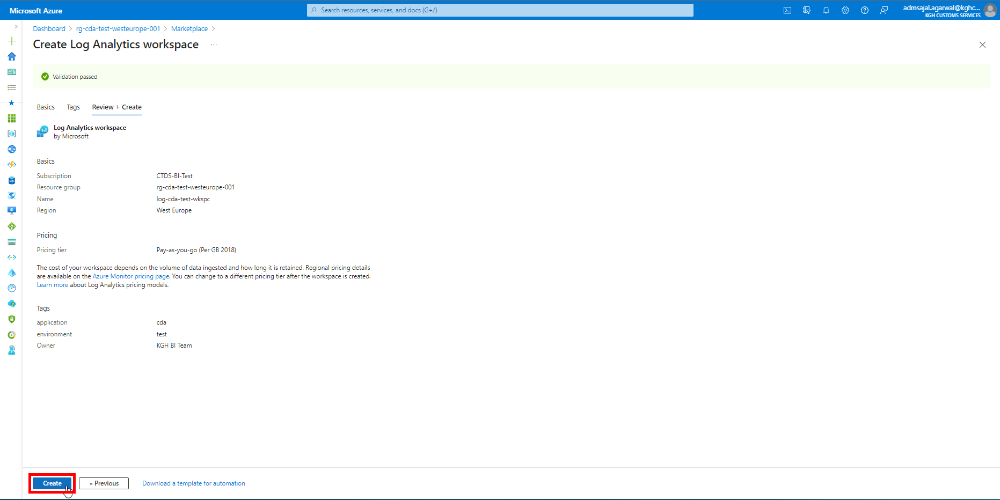 Microsoft Azure
Search resources, services, and docs (G+/)
admsajal.agarwal@kghc...
KGH CUSTOMS SERVICES
Dashboard > rg-cda-test-westeurope-001 > Marketplace >
Create Log Analytics workspace ...
Validation passed
Basics Tags Review + Create
Log Analytics workspace
by Microsoft
Basics
Subscription CTDS-BI-Test
Resource group rg-cda-test-westeurope-001
Name log-cda-test-wkspc
Region West Europe
Pricing
Pricing tier Pay-as-you-go (Per GB 2018)
The cost of your workspace depends on the volume of data ingested and how long it is retained. Regional pricing details
are available on the Azure Monitor pricing page. You can change to a different pricing tier after the workspace is created.
Learn more about Log Analytics pricing models.
Tags
application cda
environment test
Owner KGH BI Team
Create « Previous Download a template for automation